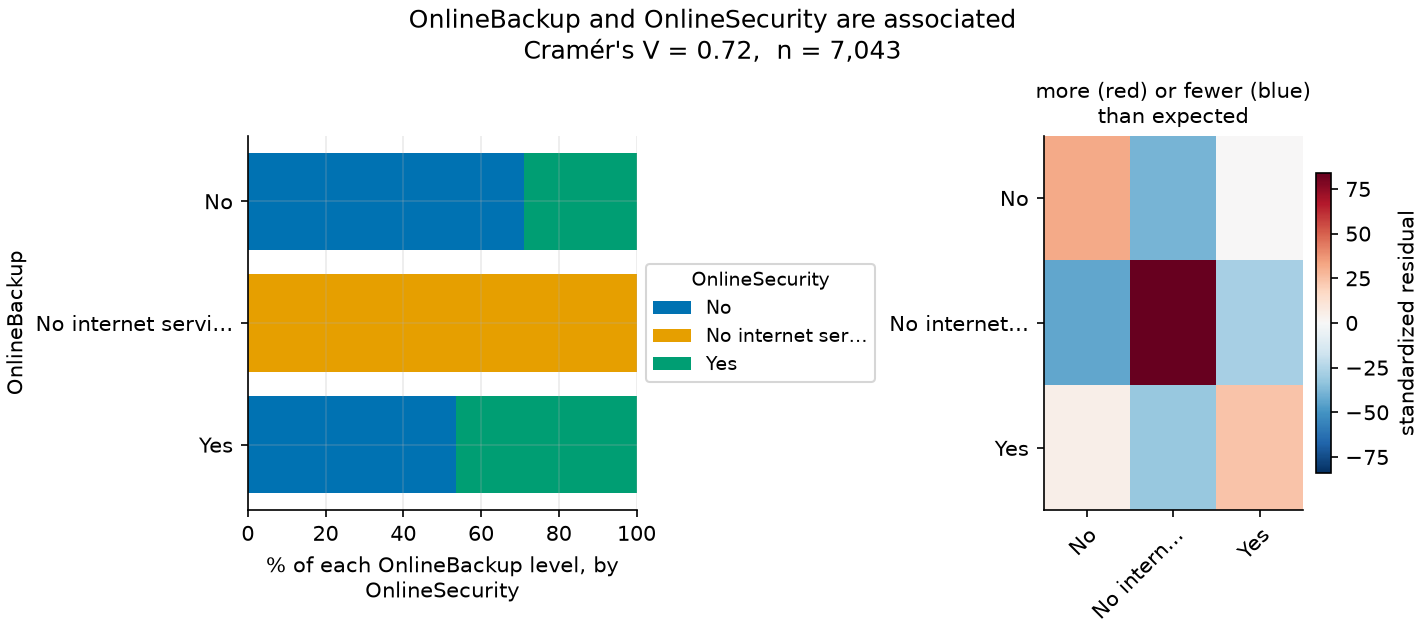 OnlineBackup and OnlineSecurity are associated
Cramér's V = 0.72,  n = 7,043
OnlineBackup
No
No internet servi...
Yes
0 20 40 60 80 100
% of each OnlineBackup level, by
OnlineSecurity
OnlineSecurity
No
No internet ser...
Yes
more (red) or fewer (blue)
than expected
No
No internet...
Yes
No
No intern...
Yes
75
50
25
0
−25
−50
−75
standardized residual